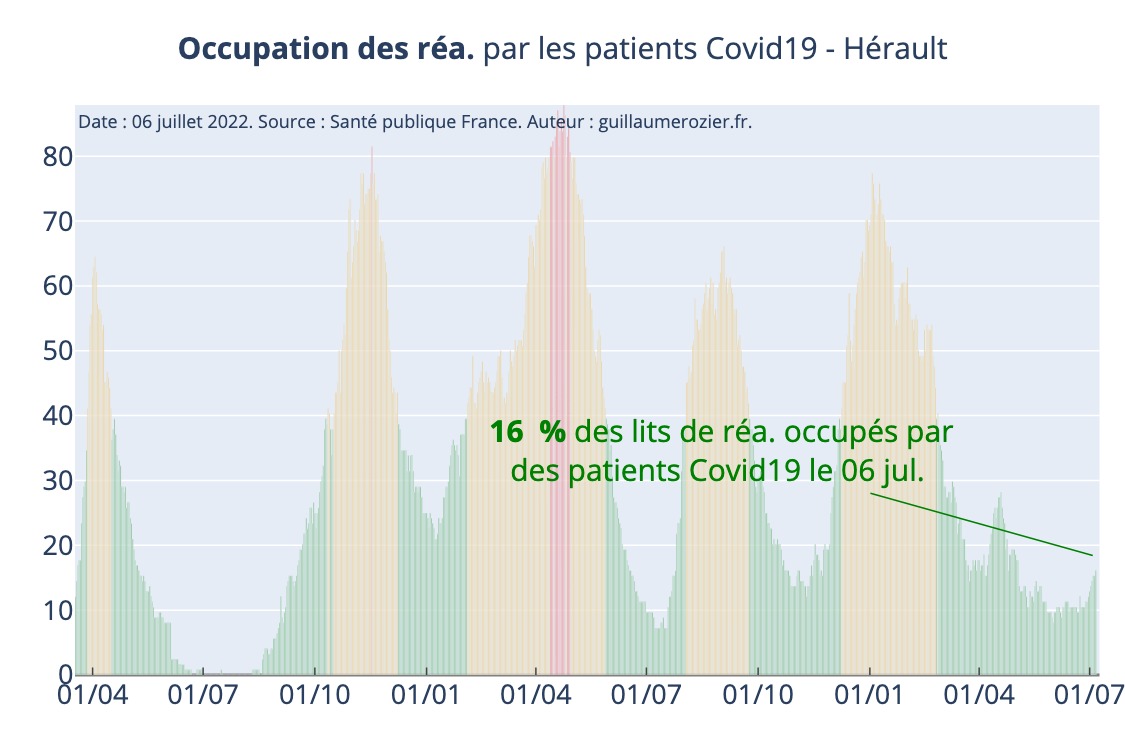 Occupation des réa. par les patients Covid19 - Hérault
Date : 06 juillet 2022. Source : Santé publique France. Auteur : guillaumerozier.fr.
80
70
60
50
40
16 % des lits de réa. occupés par
des patients Covid19 le 06 jul.
30
20
10
0
01/04 01/07 01/10 01/01 01/04 01/07 01/10 01/01 01/04 01/07